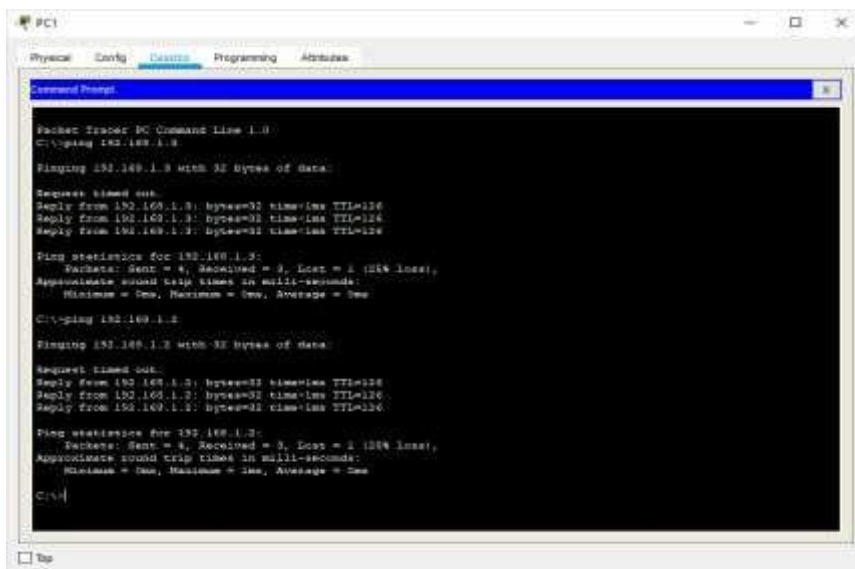 PC1
Physical Config Desktop Programming Attributes
Command Prompt
Packet Tracer PC Command Line 1.0
C:\>ping 192.168.1.3
Pinging 192.168.1.3 with 32 bytes of data:
Request timed out.
Reply from 192.168.1.3: bytes=32 time<1ms TTL=126
Reply from 192.168.1.3: bytes=32 time<1ms TTL=126
Reply from 192.168.1.3: bytes=32 time<1ms TTL=126
Ping statistics for 192.168.1.3:
Packets: Sent = 4, Received = 3, Lost = 1 (25% loss),
Approximate round trip times in milli-seconds:
Minimum = 0ms, Maximum = 0ms, Average = 0ms
C:\>ping 192.168.1.2
Pinging 192.168.1.2 with 32 bytes of data:
Request timed out.
Reply from 192.168.1.2: bytes=32 TTL=126
Reply from 192.168.1.2: bytes=32 time<1ms TTL=126
Reply from 192.168.1.2: bytes=32 time<1ms TTL=126
Ping statistics for 192.168.1.2:
Packets: Sent = 4, Received = 3, Lost = 1 (25% loss),
Approximate round trip times in milli-seconds:
Minimum = 0ms, Maximum = 1ms, Average = 0ms
C:\>
Top